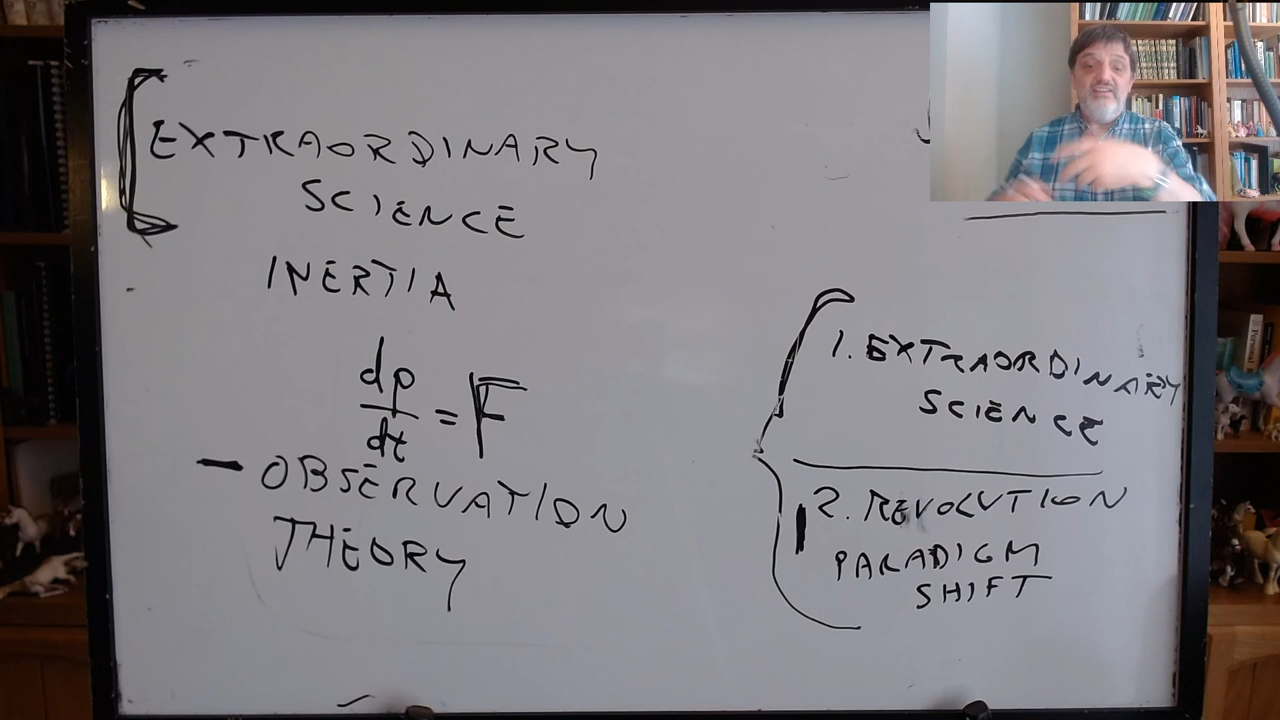 EXTRAORDINARY
SCIENCE
INERTIA
dp/dt = F
- OBSERVATION
THEORY
1. EXTRAORDINARY
SCIENCE
2. REVOLUTION
PARADIGM
SHIFT